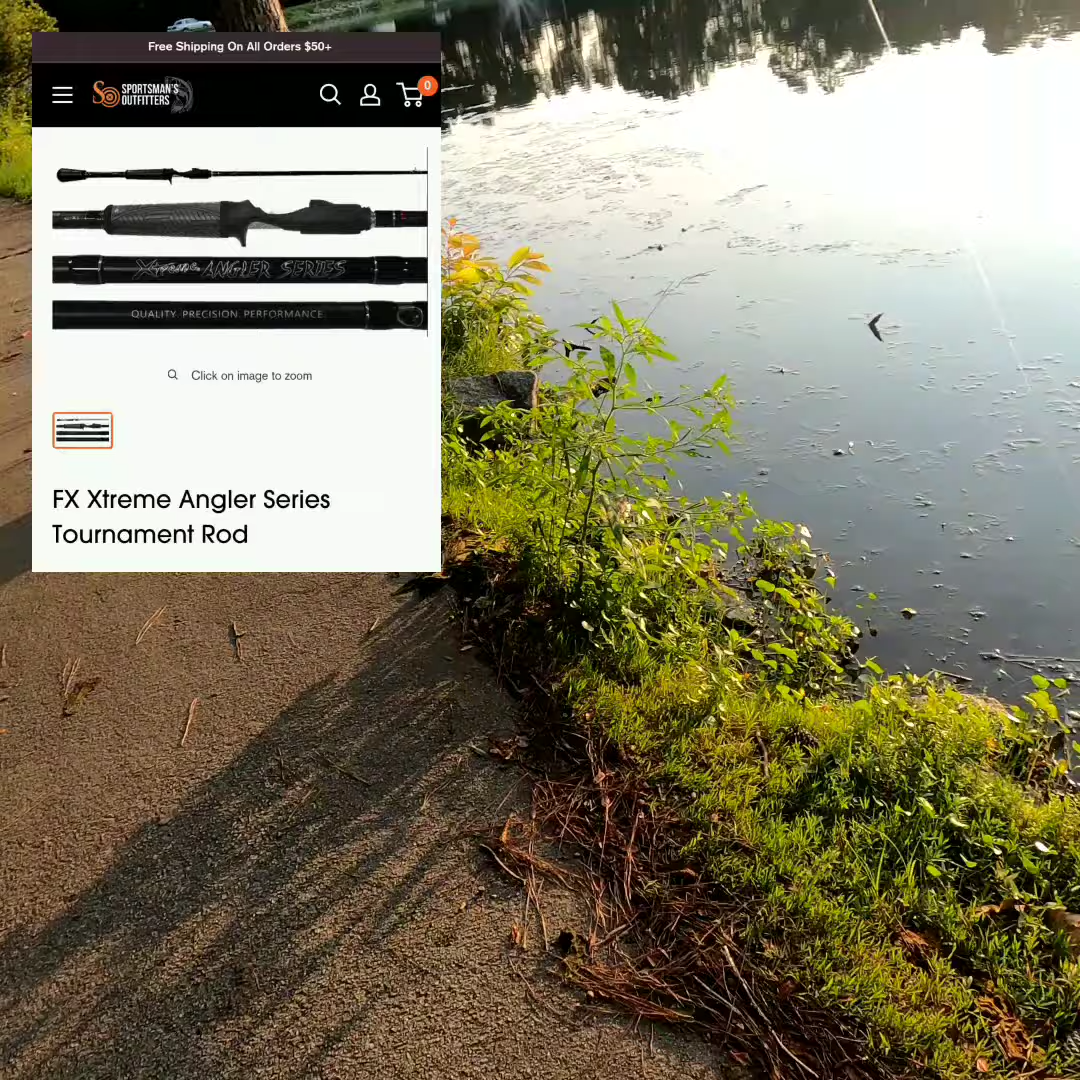 Free Shipping On All Orders $50+
SO SPORTSMAN'S
OUTFITTERS
0
Xtreme ANGLER SERIES
QUALITY. PRECISION. PERFORMANCE.
Click on image to zoom
FX Xtreme Angler Series
Tournament Rod